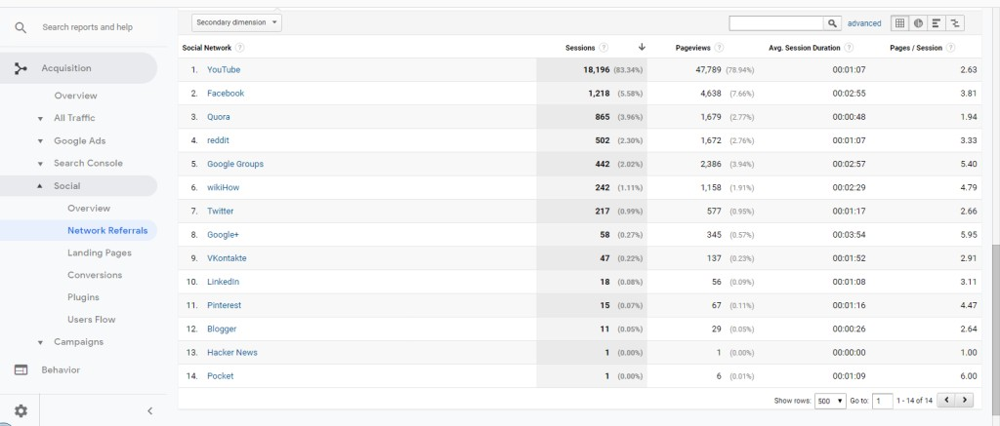 Search reports and help
Acquisition
Overview
All Traffic
Google Ads
Search Console
Social
Overview
Network Referrals
Landing Pages
Conversions
Plugins
Users Flow
Campaigns
Behavior
Secondary dimension
advanced
Social Network ? Sessions ? Pageviews ? Avg. Session Duration ? Pages / Session ?
1. YouTube 18,196 (83.34%) 47,789 (78.94%) 00:01:07 2.63
2. Facebook 1,218 (5.58%) 4,638 (7.66%) 00:02:55 3.81
3. Quora 865 (3.96%) 1,679 (2.77%) 00:00:48 1.94
4. reddit 502 (2.30%) 1,672 (2.76%) 00:01:07 3.33
5. Google Groups 442 (2.02%) 2,386 (3.94%) 00:02:57 5.40
6. wikiHow 242 (1.11%) 1,158 (1.91%) 00:02:29 4.79
7. Twitter 217 (0.99%) 577 (0.95%) 00:01:17 2.66
8. Google+ 58 (0.27%) 345 (0.57%) 00:03:54 5.95
9. VKontakte 47 (0.22%) 137 (0.23%) 00:01:52 2.91
10. LinkedIn 18 (0.08%) 56 (0.09%) 00:01:08 3.11
11. Pinterest 15 (0.07%) 67 (0.11%) 00:01:16 4.47
12. Blogger 11 (0.05%) 29 (0.05%) 00:00:26 2.64
13. Hacker News 1 (0.00%) 1 (0.00%) 00:00:00 1.00
14. Pocket 1 (0.00%) 6 (0.01%) 00:01:09 6.00
Show rows: 500 Go to: 1 1 - 14 of 14